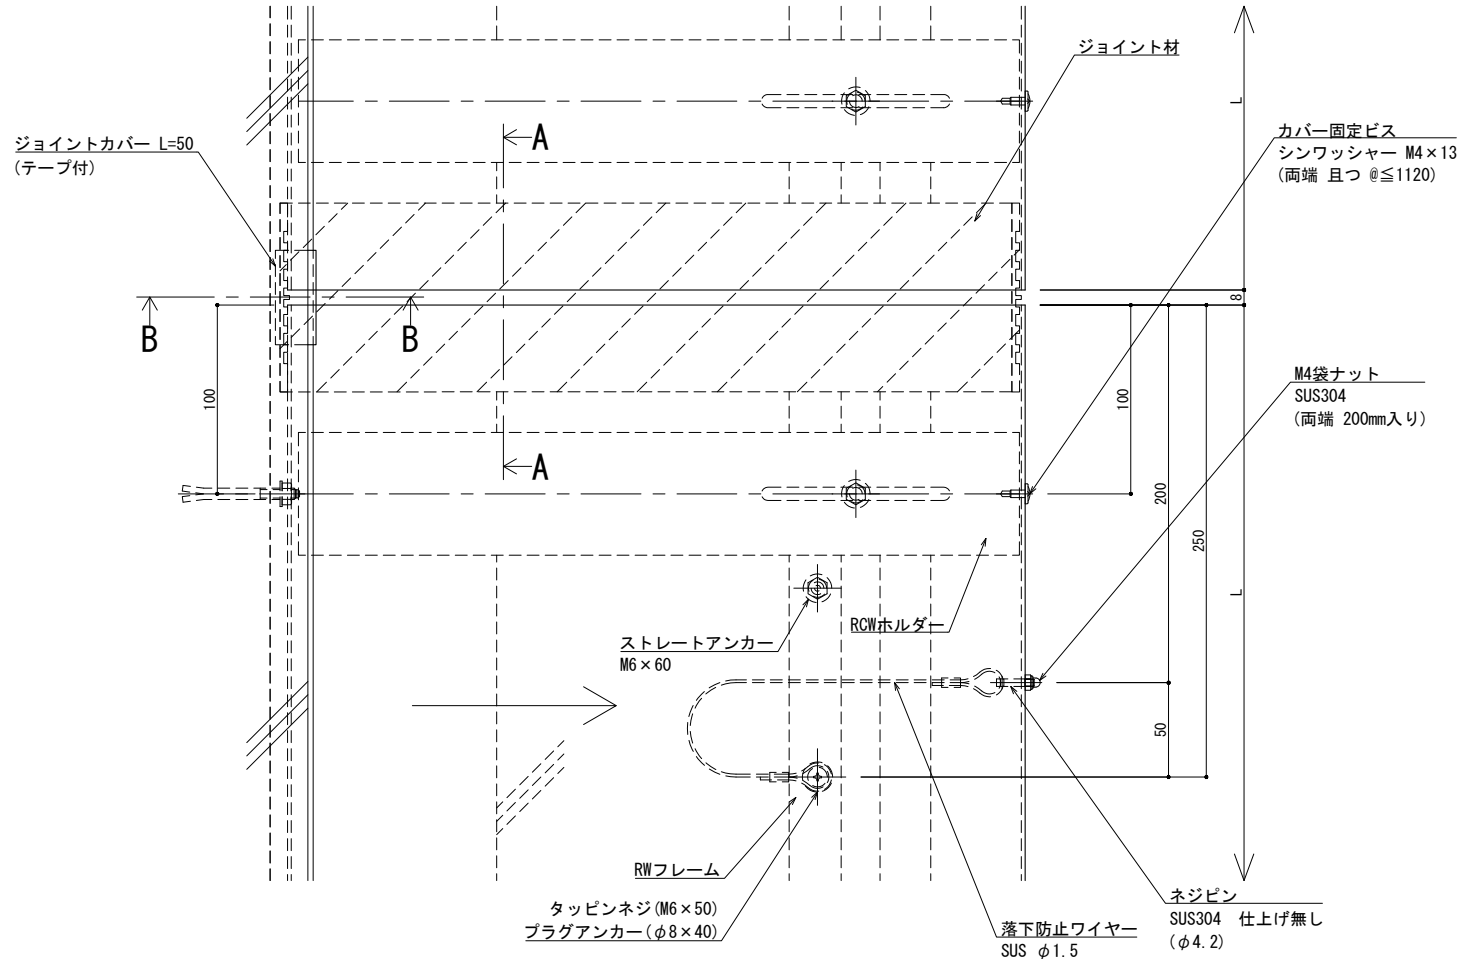 ジョイント材
L
カバー固定ビス
シンワッシャー M4×13
(両端 且つ @≦1120)
ジョイントカバー L=50
(テープ付)
A
8
B
B
100
100
M4袋ナット
SUS304
(両端 200mm入り)
A
200
250
L
ストレートアンカー
M6×60
RCWホルダー
50
RWフレーム
タッピンネジ(M6×50)
プラグアンカー(φ8×40)
ネジピン
SUS304 仕上げ無し
(φ4.2)
落下防止ワイヤー
SUS φ1.5